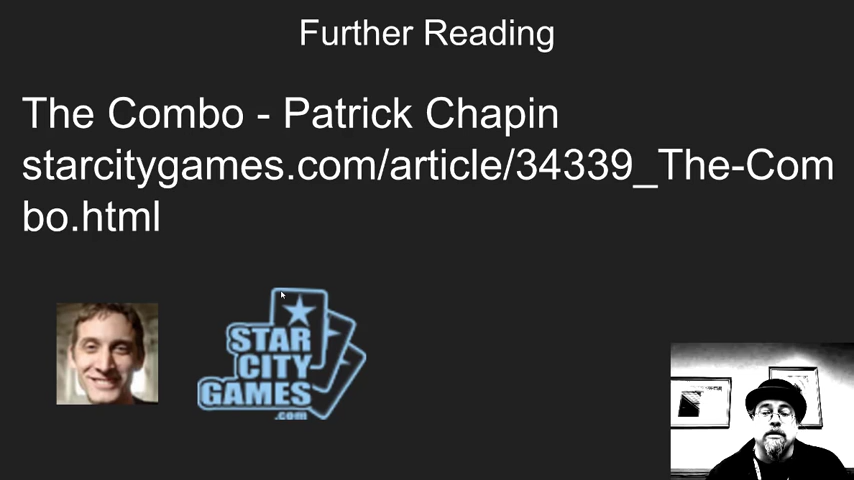 Further Reading
The Combo - Patrick Chapin
starcitygames.com/article/34339_The-Com
bo.html
STAR
CITY
GAMES
.com